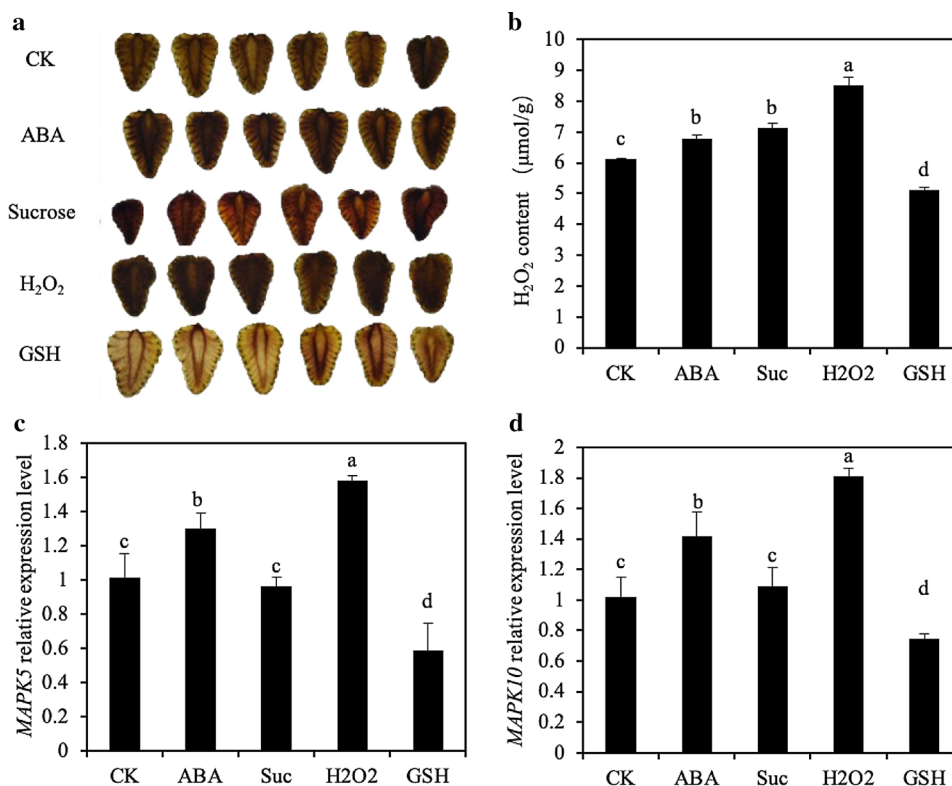 a
CK
ABA
Sucrose
H₂O₂
GSH
b
H₂O₂ content (μmol/g)
10
9
8
7
6
5
4
3
2
1
0
c
b
b
a
d
CK ABA Suc H2O2 GSH
c
MAPK5 relative expression level
1.8
1.6
1.4
1.2
1
0.8
0.6
0.4
0.2
0
c
b
c
a
d
CK ABA Suc H2O2 GSH
d
MAPK10 relative expression level
2
1.8
1.6
1.4
1.2
1
0.8
0.6
0.4
0.2
0
c
b
c
a
d
CK ABA Suc H2O2 GSH